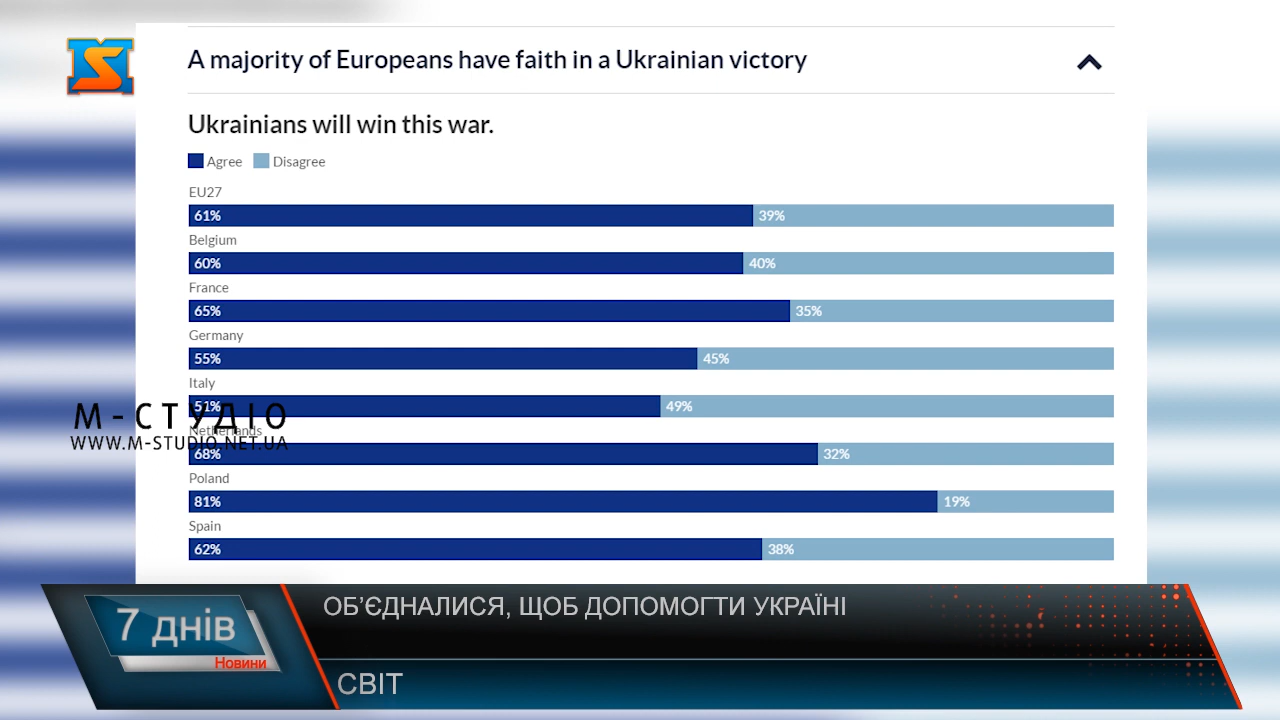 A majority of Europeans have faith in a Ukrainian victory
Ukrainians will win this war.
Agree Disagree
EU27
61% 39%
Belgium
60% 40%
France
65% 35%
Germany
55% 45%
Italy
51% 49%
М-СТУДІО
Netherlands
WWW.M-STUDIO.NET.UA
68% 32%
Poland
81% 19%
Spain
62% 38%
7 днів
Новини
ОБ’ЄДНАЛИСЯ, ЩОБ ДОПОМОГТИ УКРАЇНІ
СВІТ